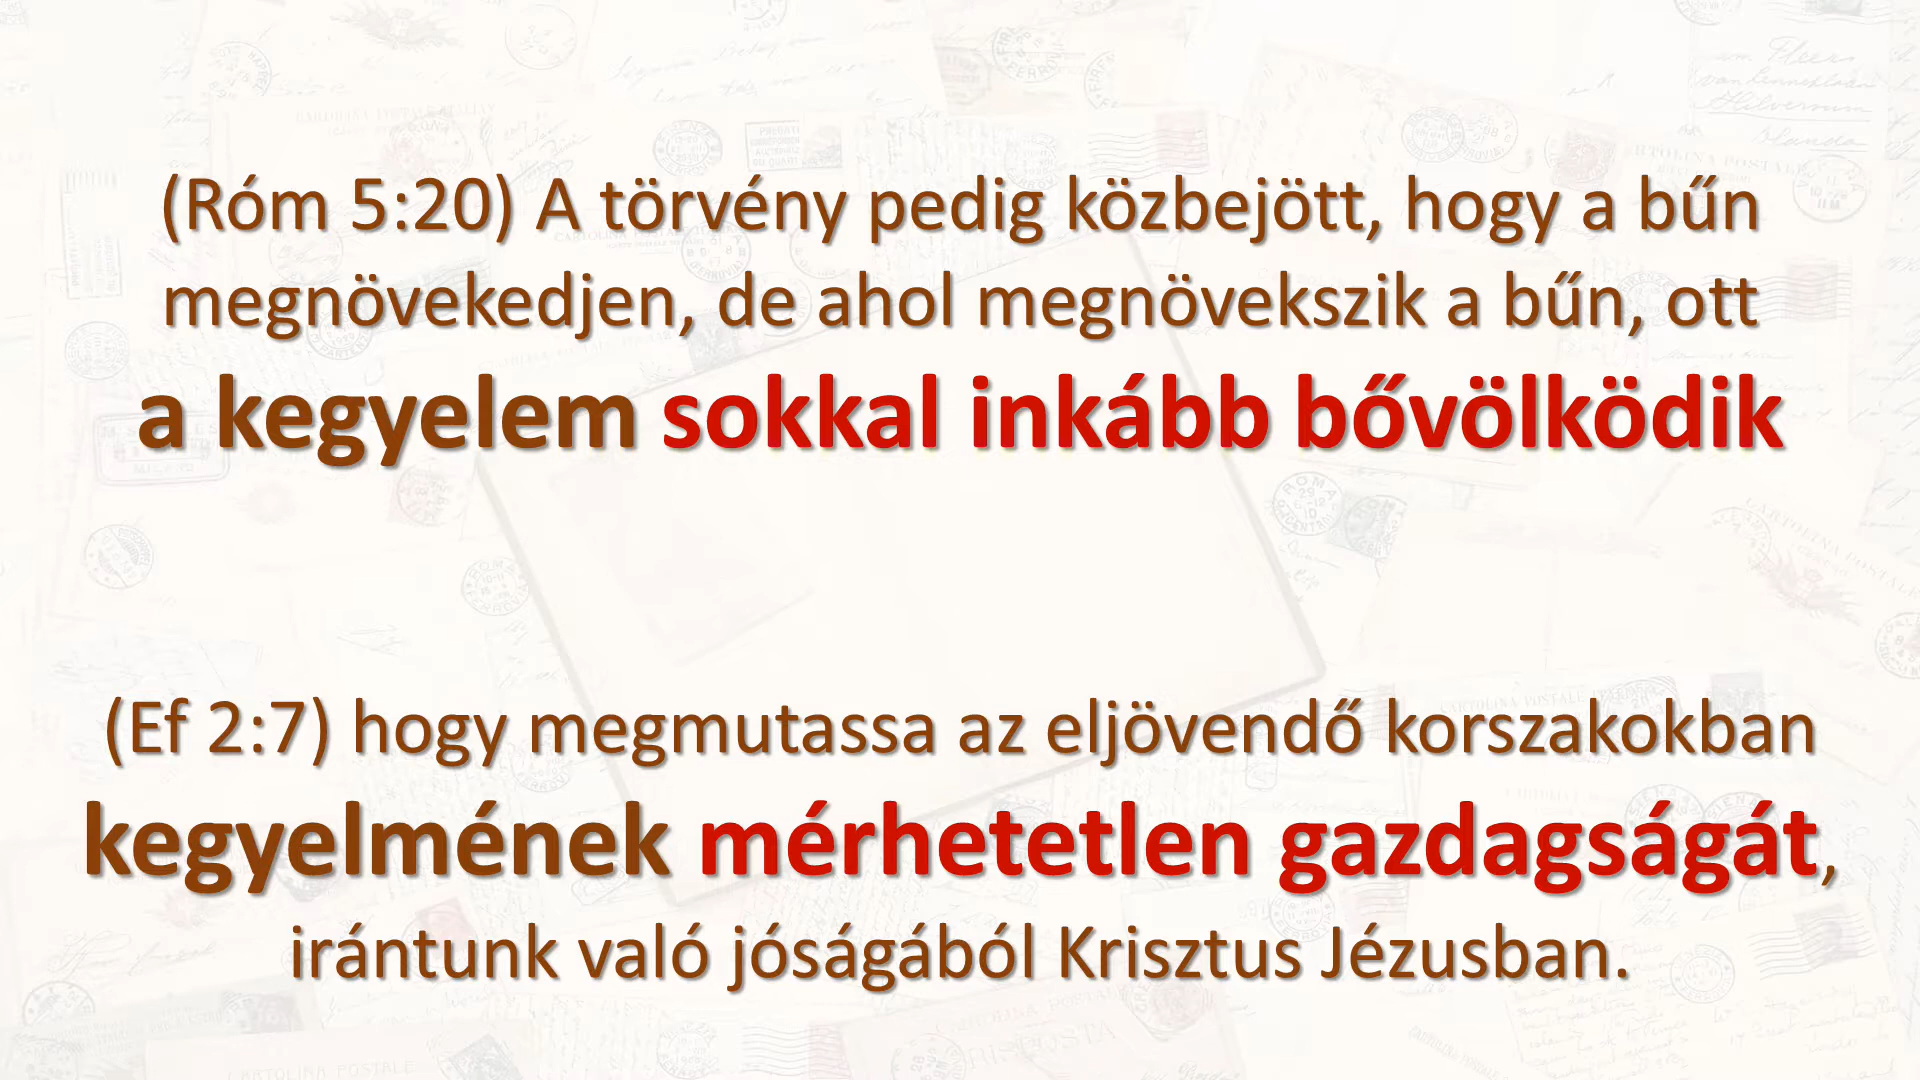 (Róm 5:20) A törvény pedig közbejött, hogy a bűn
megnövekedjen, de ahol megnövekszik a bűn, ott
a kegyelem sokkal inkább bővölködik
(Ef 2:7) hogy megmutassa az eljövendő korszakokban
kegyelmének mérhetetlen gazdagságát,
irántunk való jóságából Krisztus Jézusban.